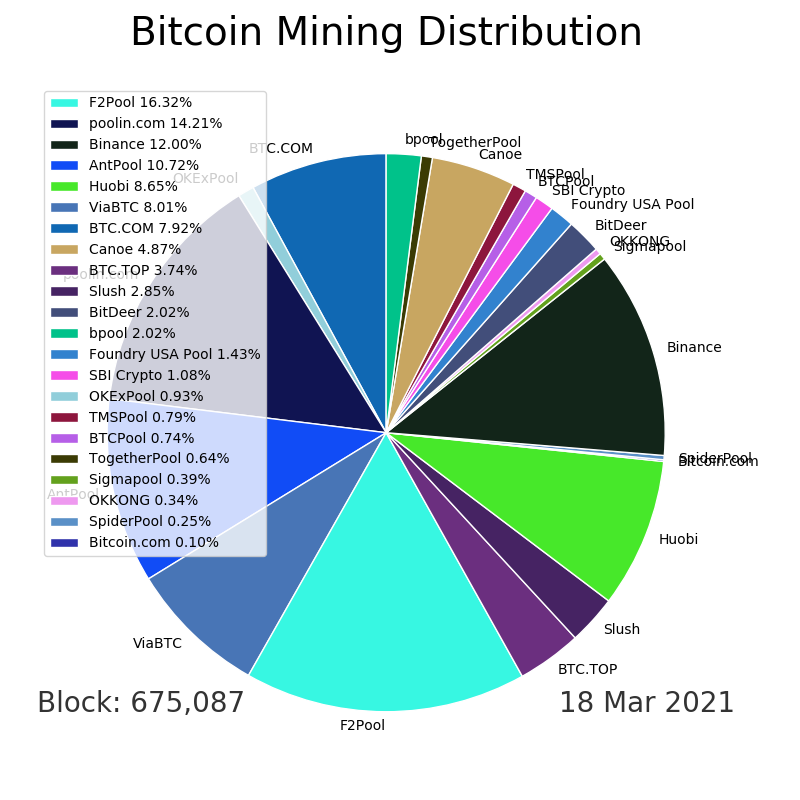 Bitcoin Mining Distribution
F2Pool 16.32%
poolin.com 14.21%
Binance 12.00%
AntPool 10.72%
Huobi 8.65%
ViaBTC 8.01%
BTC.COM 7.92%
Canoe 4.87%
BTC.TOP 3.74%
Slush 2.85%
BitDeer 2.02%
bpool 2.02%
Foundry USA Pool 1.43%
SBI Crypto 1.08%
OKExPool 0.93%
TMSPool 0.79%
BTCPool 0.74%
TogetherPool 0.64%
Sigmapool 0.39%
OKKONG 0.34%
SpiderPool 0.25%
Bitcoin.com 0.10%
bpool
TogetherPool
Canoe
TMSPool
BTCPool
SBI Crypto
Foundry USA Pool
BitDeer
OKKONG
Sigmapool
Binance
SpiderPool
Bitcoin.com
Huobi
Slush
BTC.TOP
F2Pool
ViaBTC
AntPool
poolin.com
OKExPool
BTC.COM
Block: 675,087
18 Mar 2021